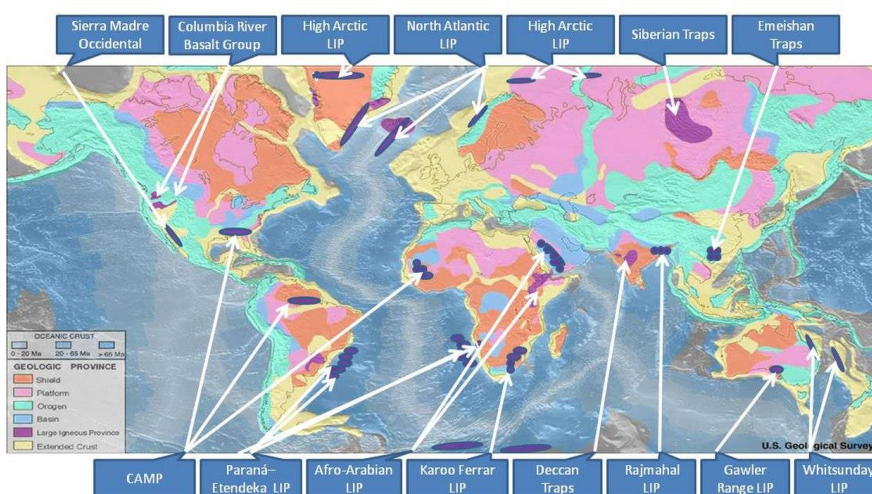 Sierra Madre
Occidental
Columbia River
Basalt Group
High Arctic
LIP
North Atlantic
LIP
High Arctic
LIP
Siberian Traps
Emeishan
Traps
OCEANIC CRUST
0 - 20 Ma
20 - 65 Ma
> 65 Ma
GEOLOGIC PROVINCE
Shield
Platform
Orogen
Basin
Large Igneous Province
Extended Crust
U.S. Geological Survey
CAMP
Paraná–
Etendeka LIP
Afro-Arabian
LIP
Karoo Ferrar
LIP
Deccan
Traps
Rajmahal
LIP
Gawler
Range LIP
Whitsunday
LIP